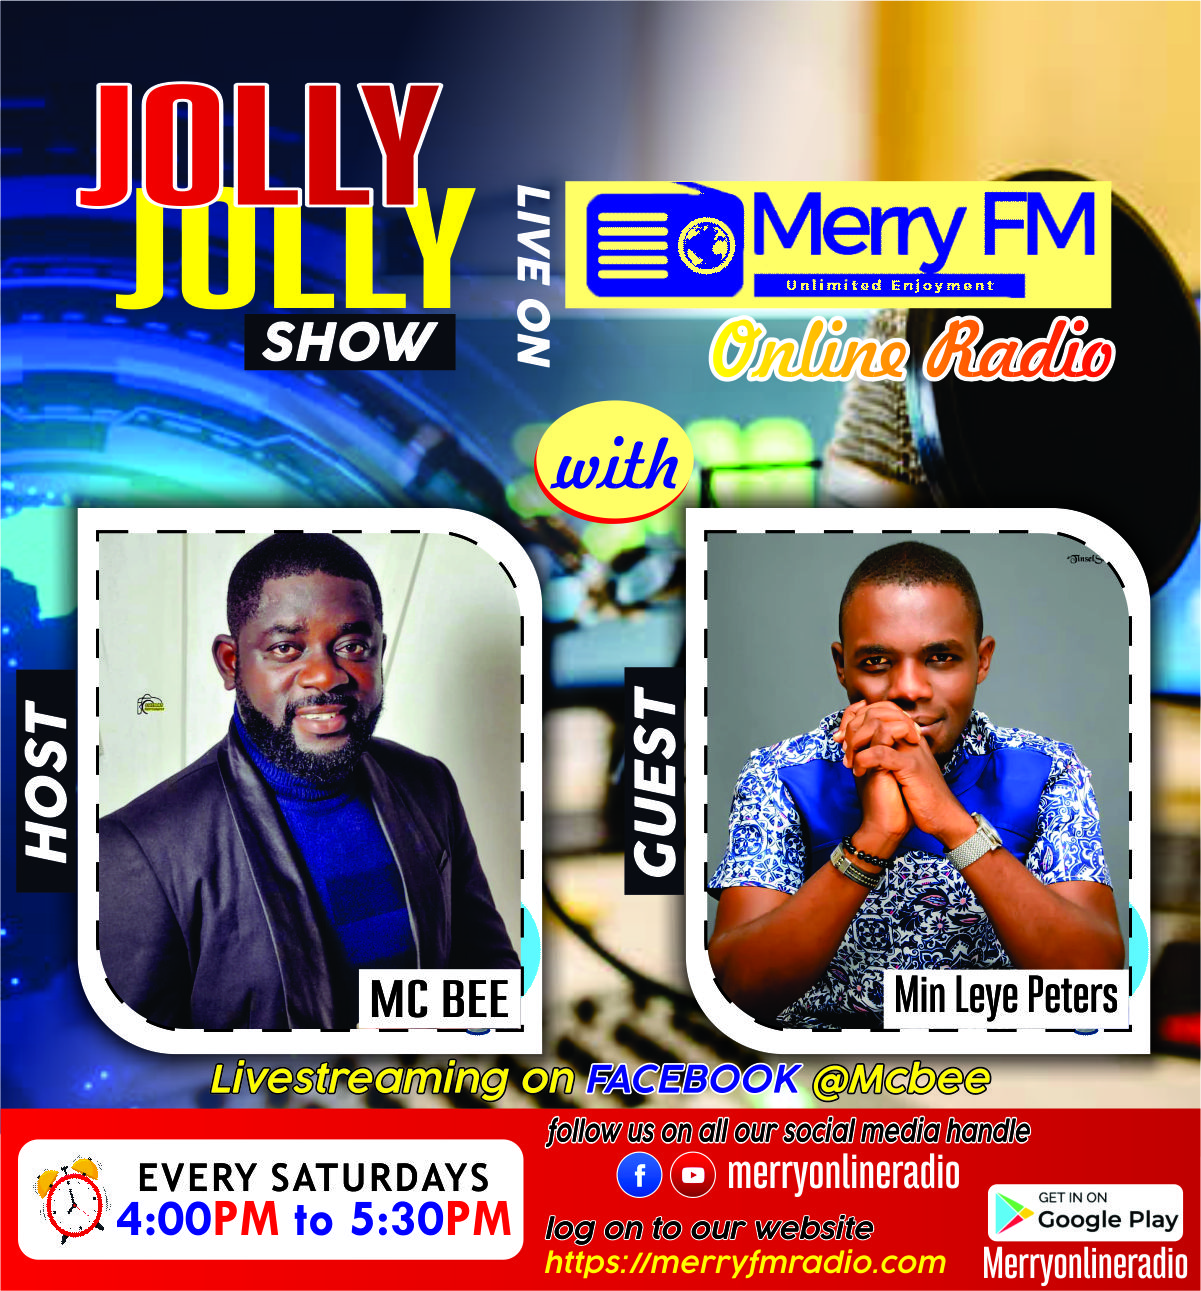 JOLLY
JOLLY
SHOW
LIVE ON
Merry FM
Unlimited Enjoyment
Online Radio
with
HOST
MC BEE
GUEST
Min Leye Peters
Livestreaming on FACEBOOK @Mcbee
EVERY SATURDAYS
4:00PM to 5:30PM
follow us on all our social media handle
merryonlineradio
log on to our website
https://merryfmradio.com
GET IN ON
Google Play
Merryonlineradio